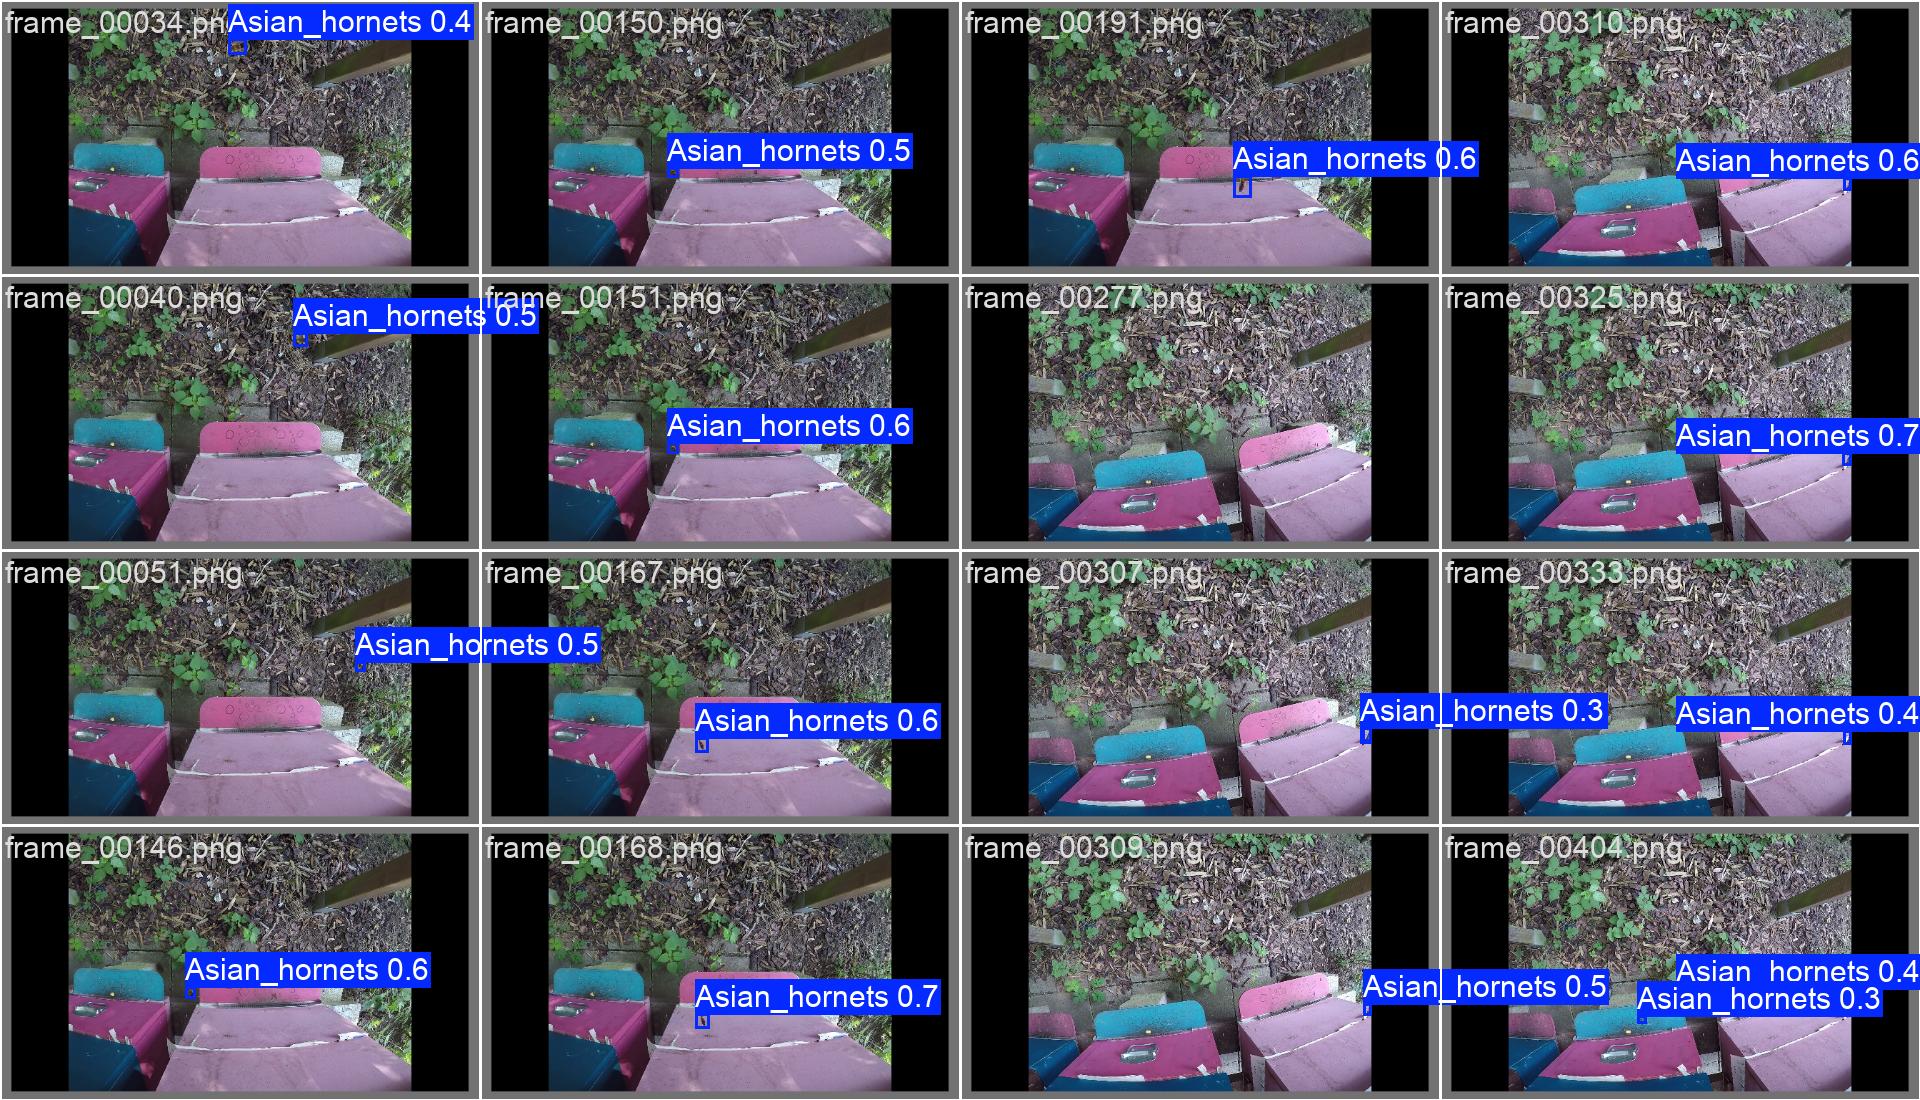 frame_00034.png
Asian_hornets 0.4
frame_00150.png
Asian_hornets 0.5
frame_00191.png
Asian_hornets 0.6
frame_00310.png
Asian_hornets 0.6
frame_00040.png
Asian_hornets 0.5
frame_00151.png
Asian_hornets 0.6
frame_00277.png
frame_00325.png
Asian_hornets 0.7
frame_00051.png
Asian_hornets 0.5
frame_00167.png
Asian_hornets 0.6
frame_00307.png
Asian_hornets 0.3
frame_00333.png
Asian_hornets 0.4
frame_00146.png
Asian_hornets 0.6
frame_00168.png
Asian_hornets 0.7
frame_00309.png
Asian_hornets 0.5
frame_00404.png
Asian_hornets 0.4
Asian_hornets 0.3